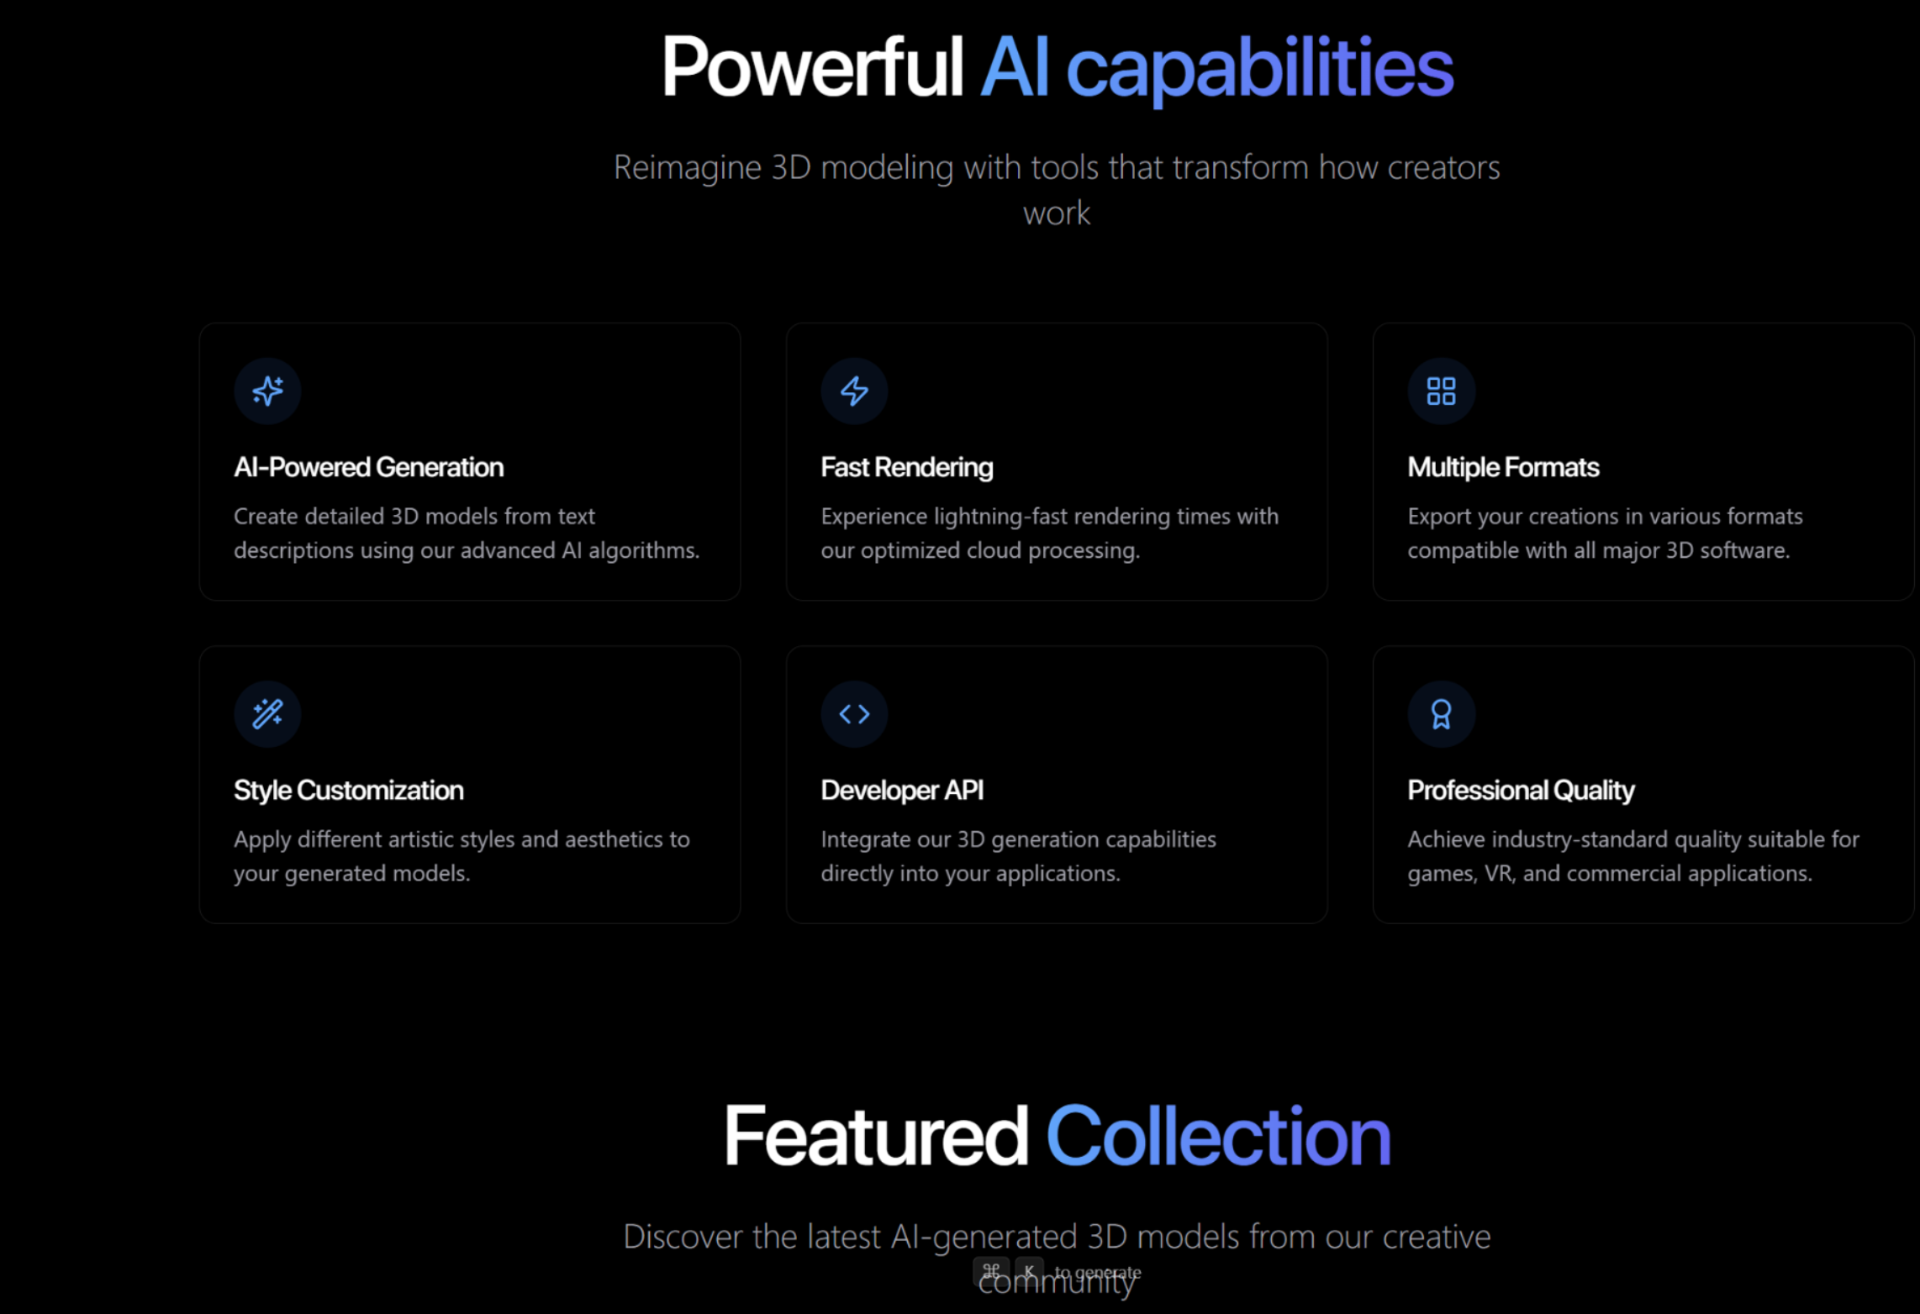 Powerful AI capabilities
Reimagine 3D modeling with tools that transform how creators
work
AI-Powered Generation
Create detailed 3D models from text
descriptions using our advanced AI algorithms.
Fast Rendering
Experience lightning-fast rendering times with
our optimized cloud processing.
Multiple Formats
Export your creations in various formats
compatible with all major 3D software.
Style Customization
Apply different artistic styles and aesthetics to
your generated models.
Developer API
Integrate our 3D generation capabilities
directly into your applications.
Professional Quality
Achieve industry-standard quality suitable for
games, VR, and commercial applications.
Featured Collection
Discover the latest AI-generated 3D models from our creative
community
⌘ K to generate